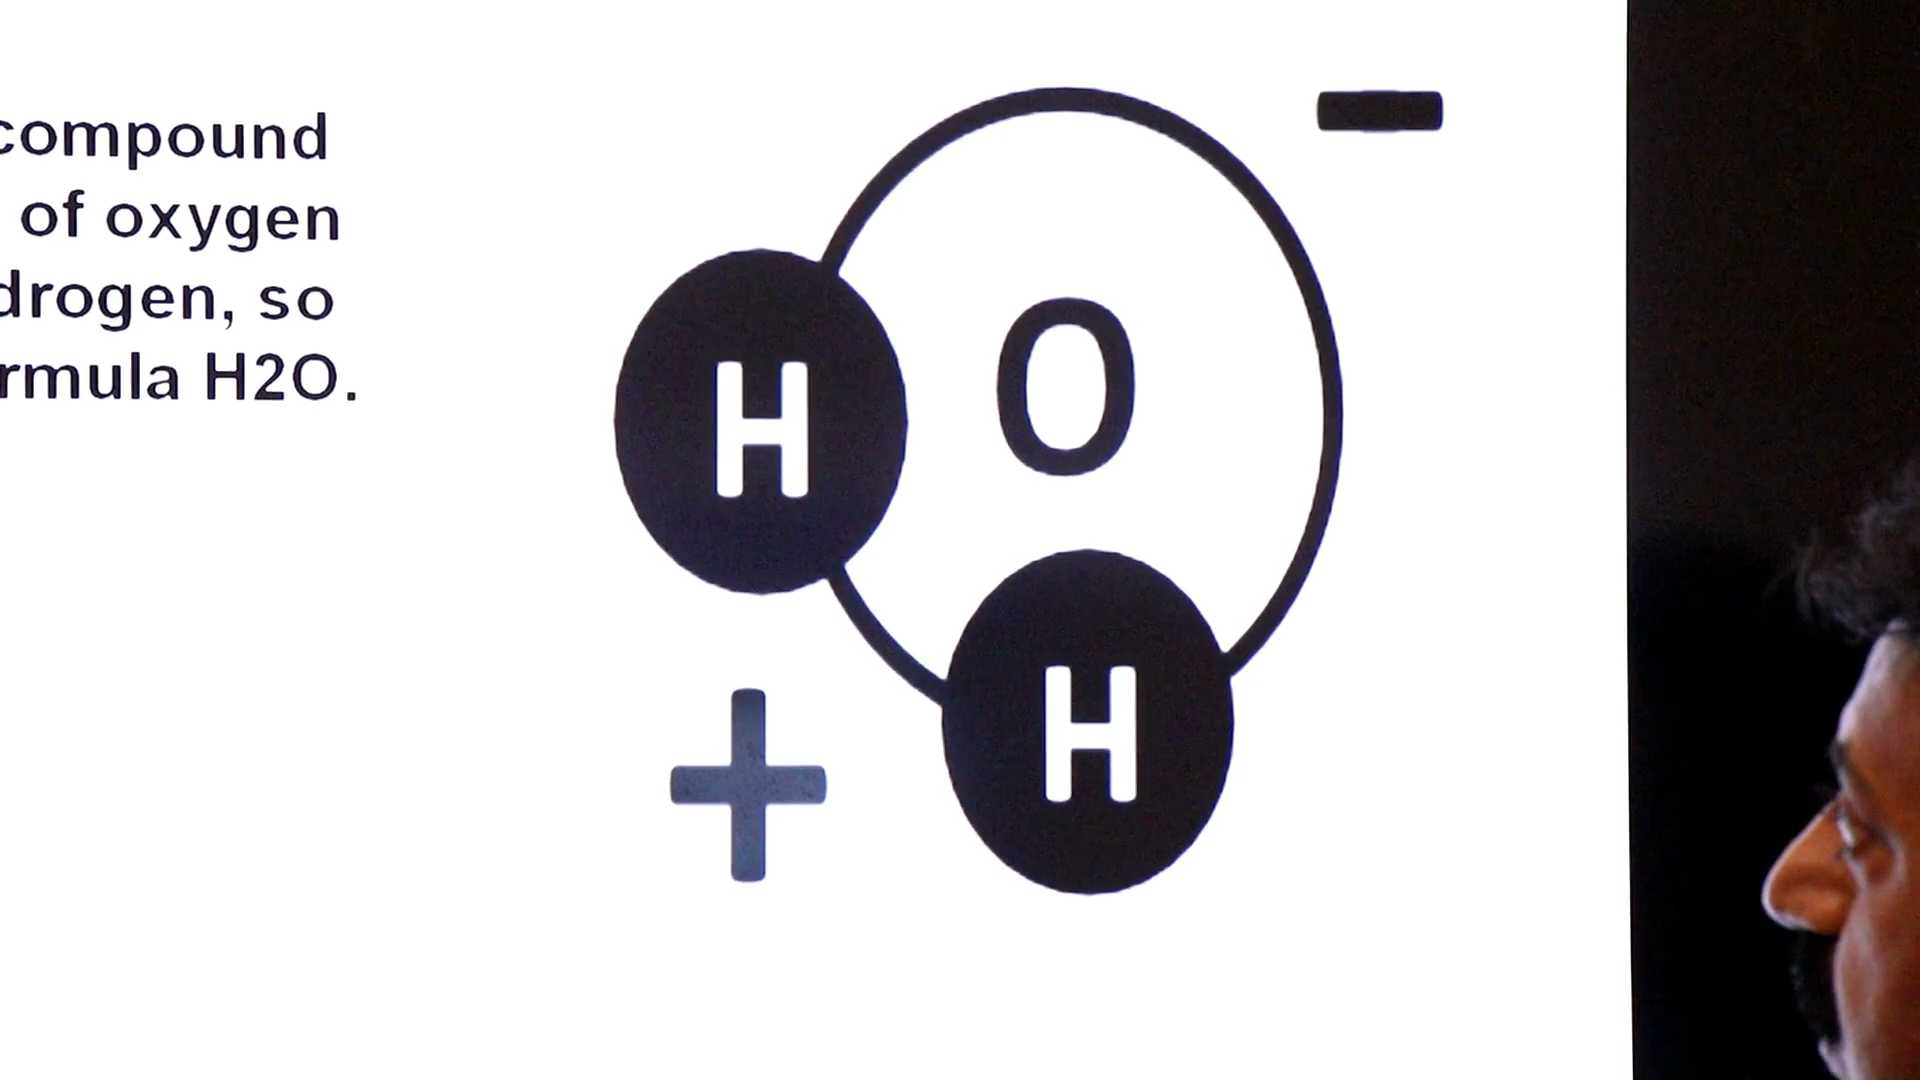 compound
of oxygen
drogen, so
rmula H2O.
−
H
O
H
+